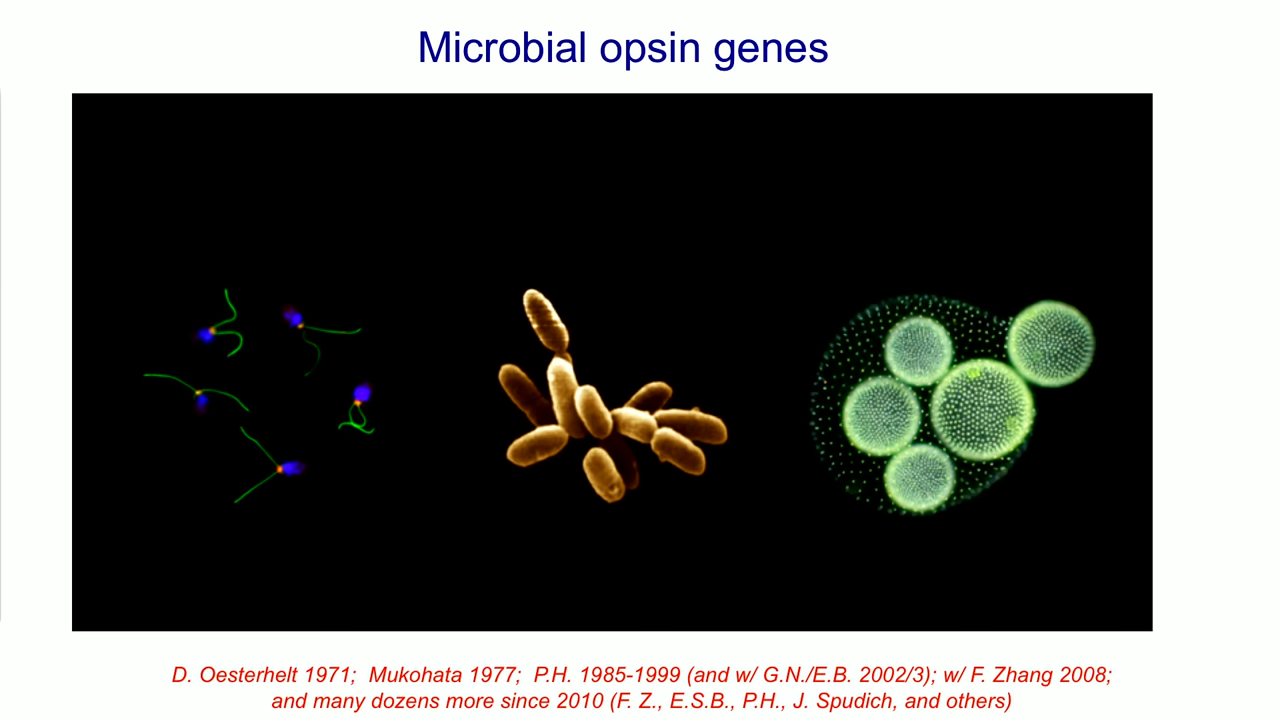 Microbial opsin genes
D. Oesterhelt 1971; Mukohata 1977; P.H. 1985-1999 (and w/ G.N./E.B. 2002/3); w/ F. Zhang 2008;
and many dozens more since 2010 (F. Z., E.S.B., P.H., J. Spudich, and others)